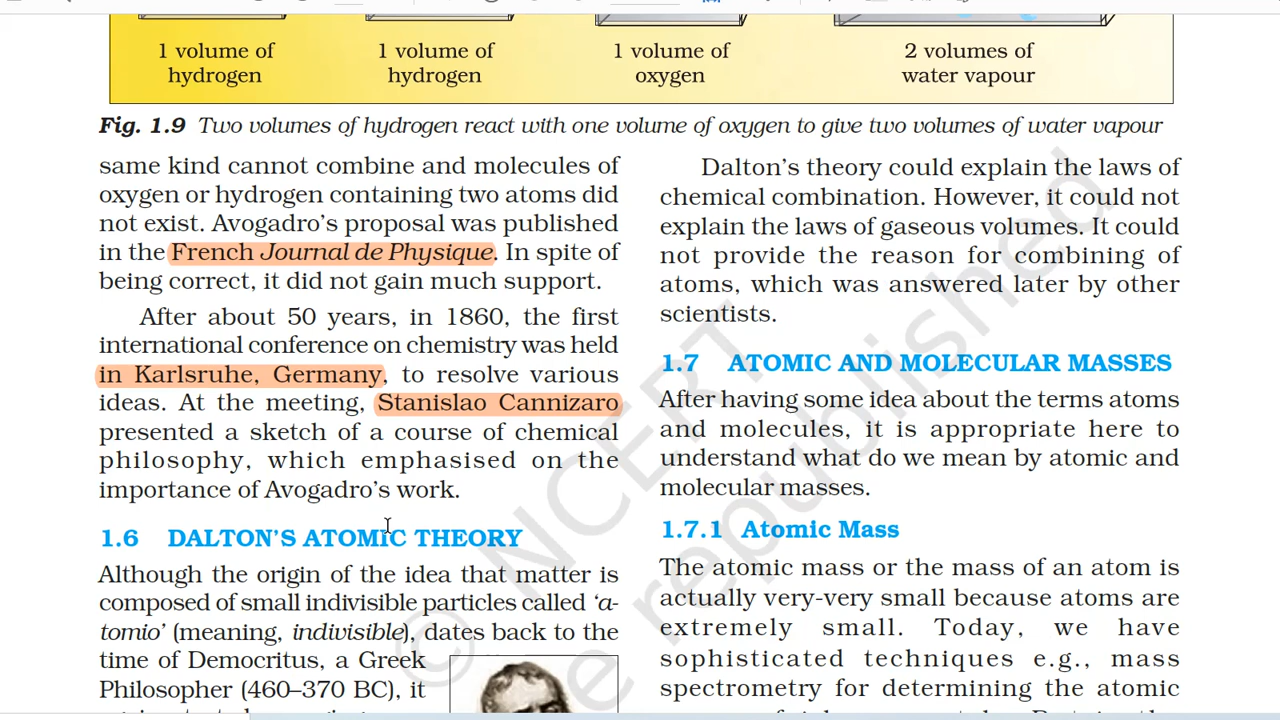 1 volume of
hydrogen
1 volume of
hydrogen
1 volume of
oxygen
2 volumes of
water vapour
Fig. 1.9 Two volumes of hydrogen react with one volume of oxygen to give two volumes of water vapour
same kind cannot combine and molecules of
oxygen or hydrogen containing two atoms did
not exist. Avogadro’s proposal was published
in the French Journal de Physique. In spite of
being correct, it did not gain much support.
After about 50 years, in 1860, the first
international conference on chemistry was held
in Karlsruhe, Germany, to resolve various
ideas. At the meeting, Stanislao Cannizaro
presented a sketch of a course of chemical
philosophy, which emphasised on the
importance of Avogadro’s work.
1.6 DALTON’S ATOMIC THEORY
Although the origin of the idea that matter is
composed of small indivisible particles called ‘a-
tomio’ (meaning, indivisible), dates back to the
time of Democritus, a Greek
Philosopher (460–370 BC), it
Dalton’s theory could explain the laws of
chemical combination. However, it could not
explain the laws of gaseous volumes. It could
not provide the reason for combining of
atoms, which was answered later by other
scientists.
1.7 ATOMIC AND MOLECULAR MASSES
After having some idea about the terms atoms
and molecules, it is appropriate here to
understand what do we mean by atomic and
molecular masses.
1.7.1 Atomic Mass
The atomic mass or the mass of an atom is
actually very-very small because atoms are
extremely small. Today, we have
sophisticated techniques e.g., mass
spectrometry for determining the atomic
© NCERT
e republished